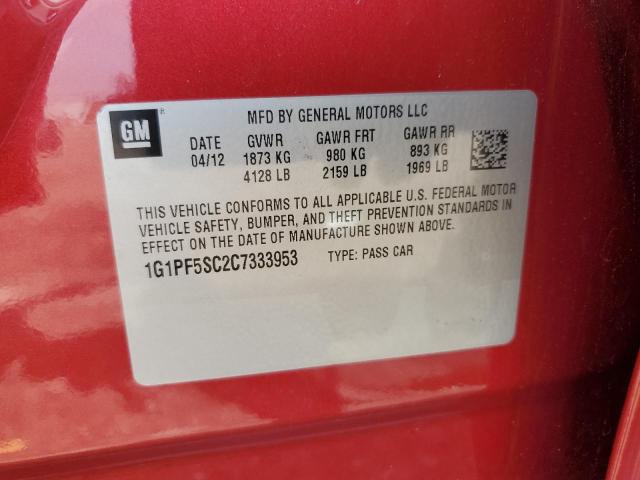 GM
®
MFD BY GENERAL MOTORS LLC
DATE GVWR GAWR FRT GAWR RR
04/12 1873 KG 980 KG 893 KG
4128 LB 2159 LB 1969 LB
THIS VEHICLE CONFORMS TO ALL APPLICABLE U.S. FEDERAL MOTOR
VEHICLE SAFETY, BUMPER, AND THEFT PREVENTION STANDARDS IN
EFFECT ON THE DATE OF MANUFACTURE SHOWN ABOVE.
1G1PF5SC2C7333953 TYPE: PASS CAR